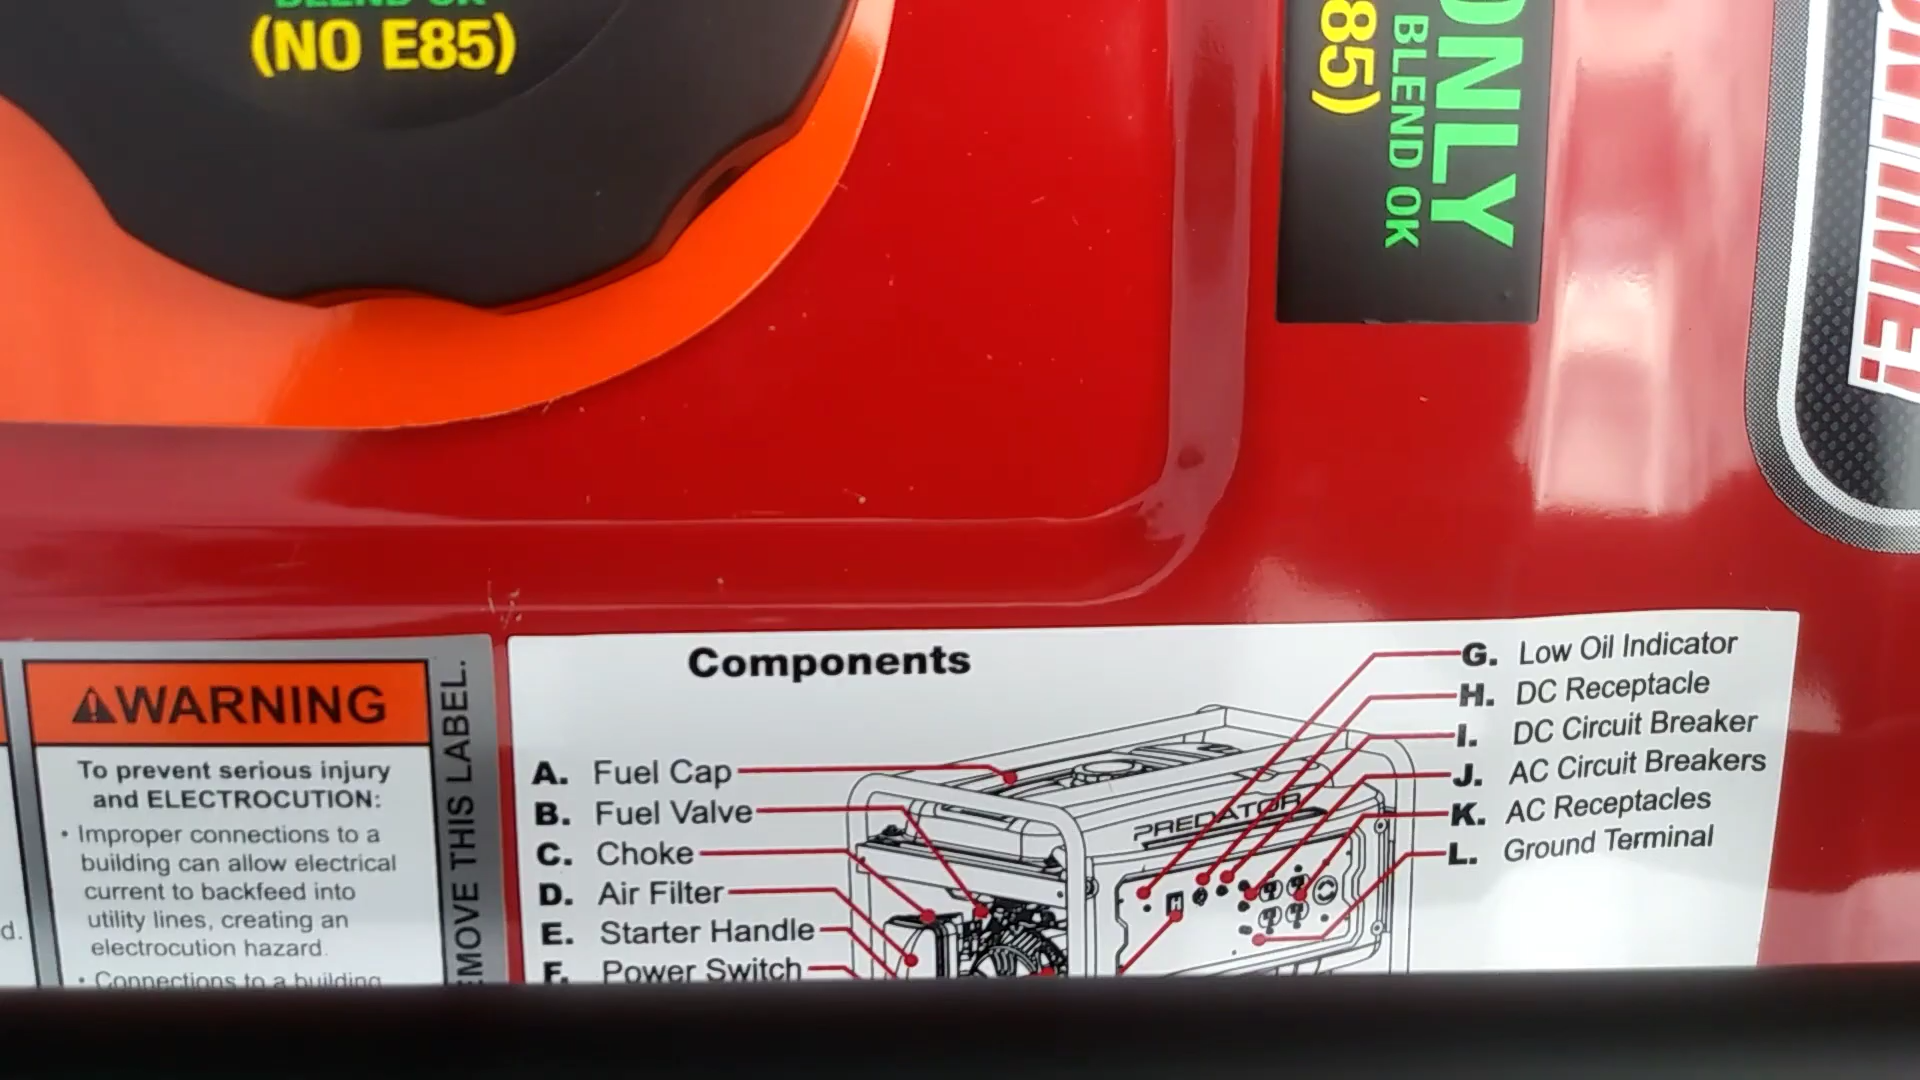 (NO E85)
ONLY
BLEND OK
85)
WARNING
To prevent serious injury
and ELECTROCUTION:
• Improper connections to a
building can allow electrical
current to backfeed into
utility lines, creating an
electrocution hazard.
• Connections to a building
THIS LABEL.
Components
A. Fuel Cap
B. Fuel Valve
C. Choke
D. Air Filter
E. Starter Handle
F. Power Switch
G. Low Oil Indicator
H. DC Receptacle
I. DC Circuit Breaker
J. AC Circuit Breakers
K. AC Receptacles
L. Ground Terminal
PREDATOR